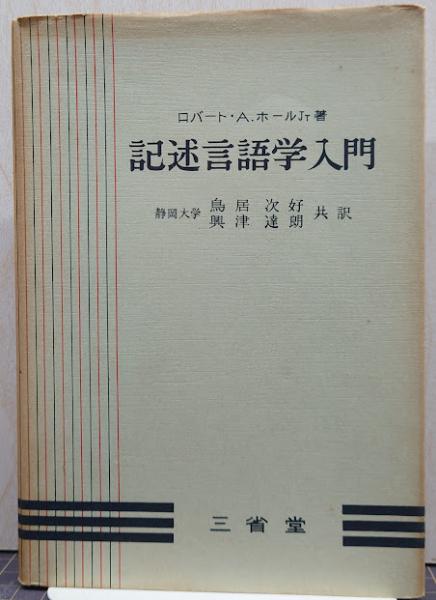 ロバート・A.ホールJr著
記述言語学入門
静岡大学 鳥居次好 共訳
興津達朗
三省堂